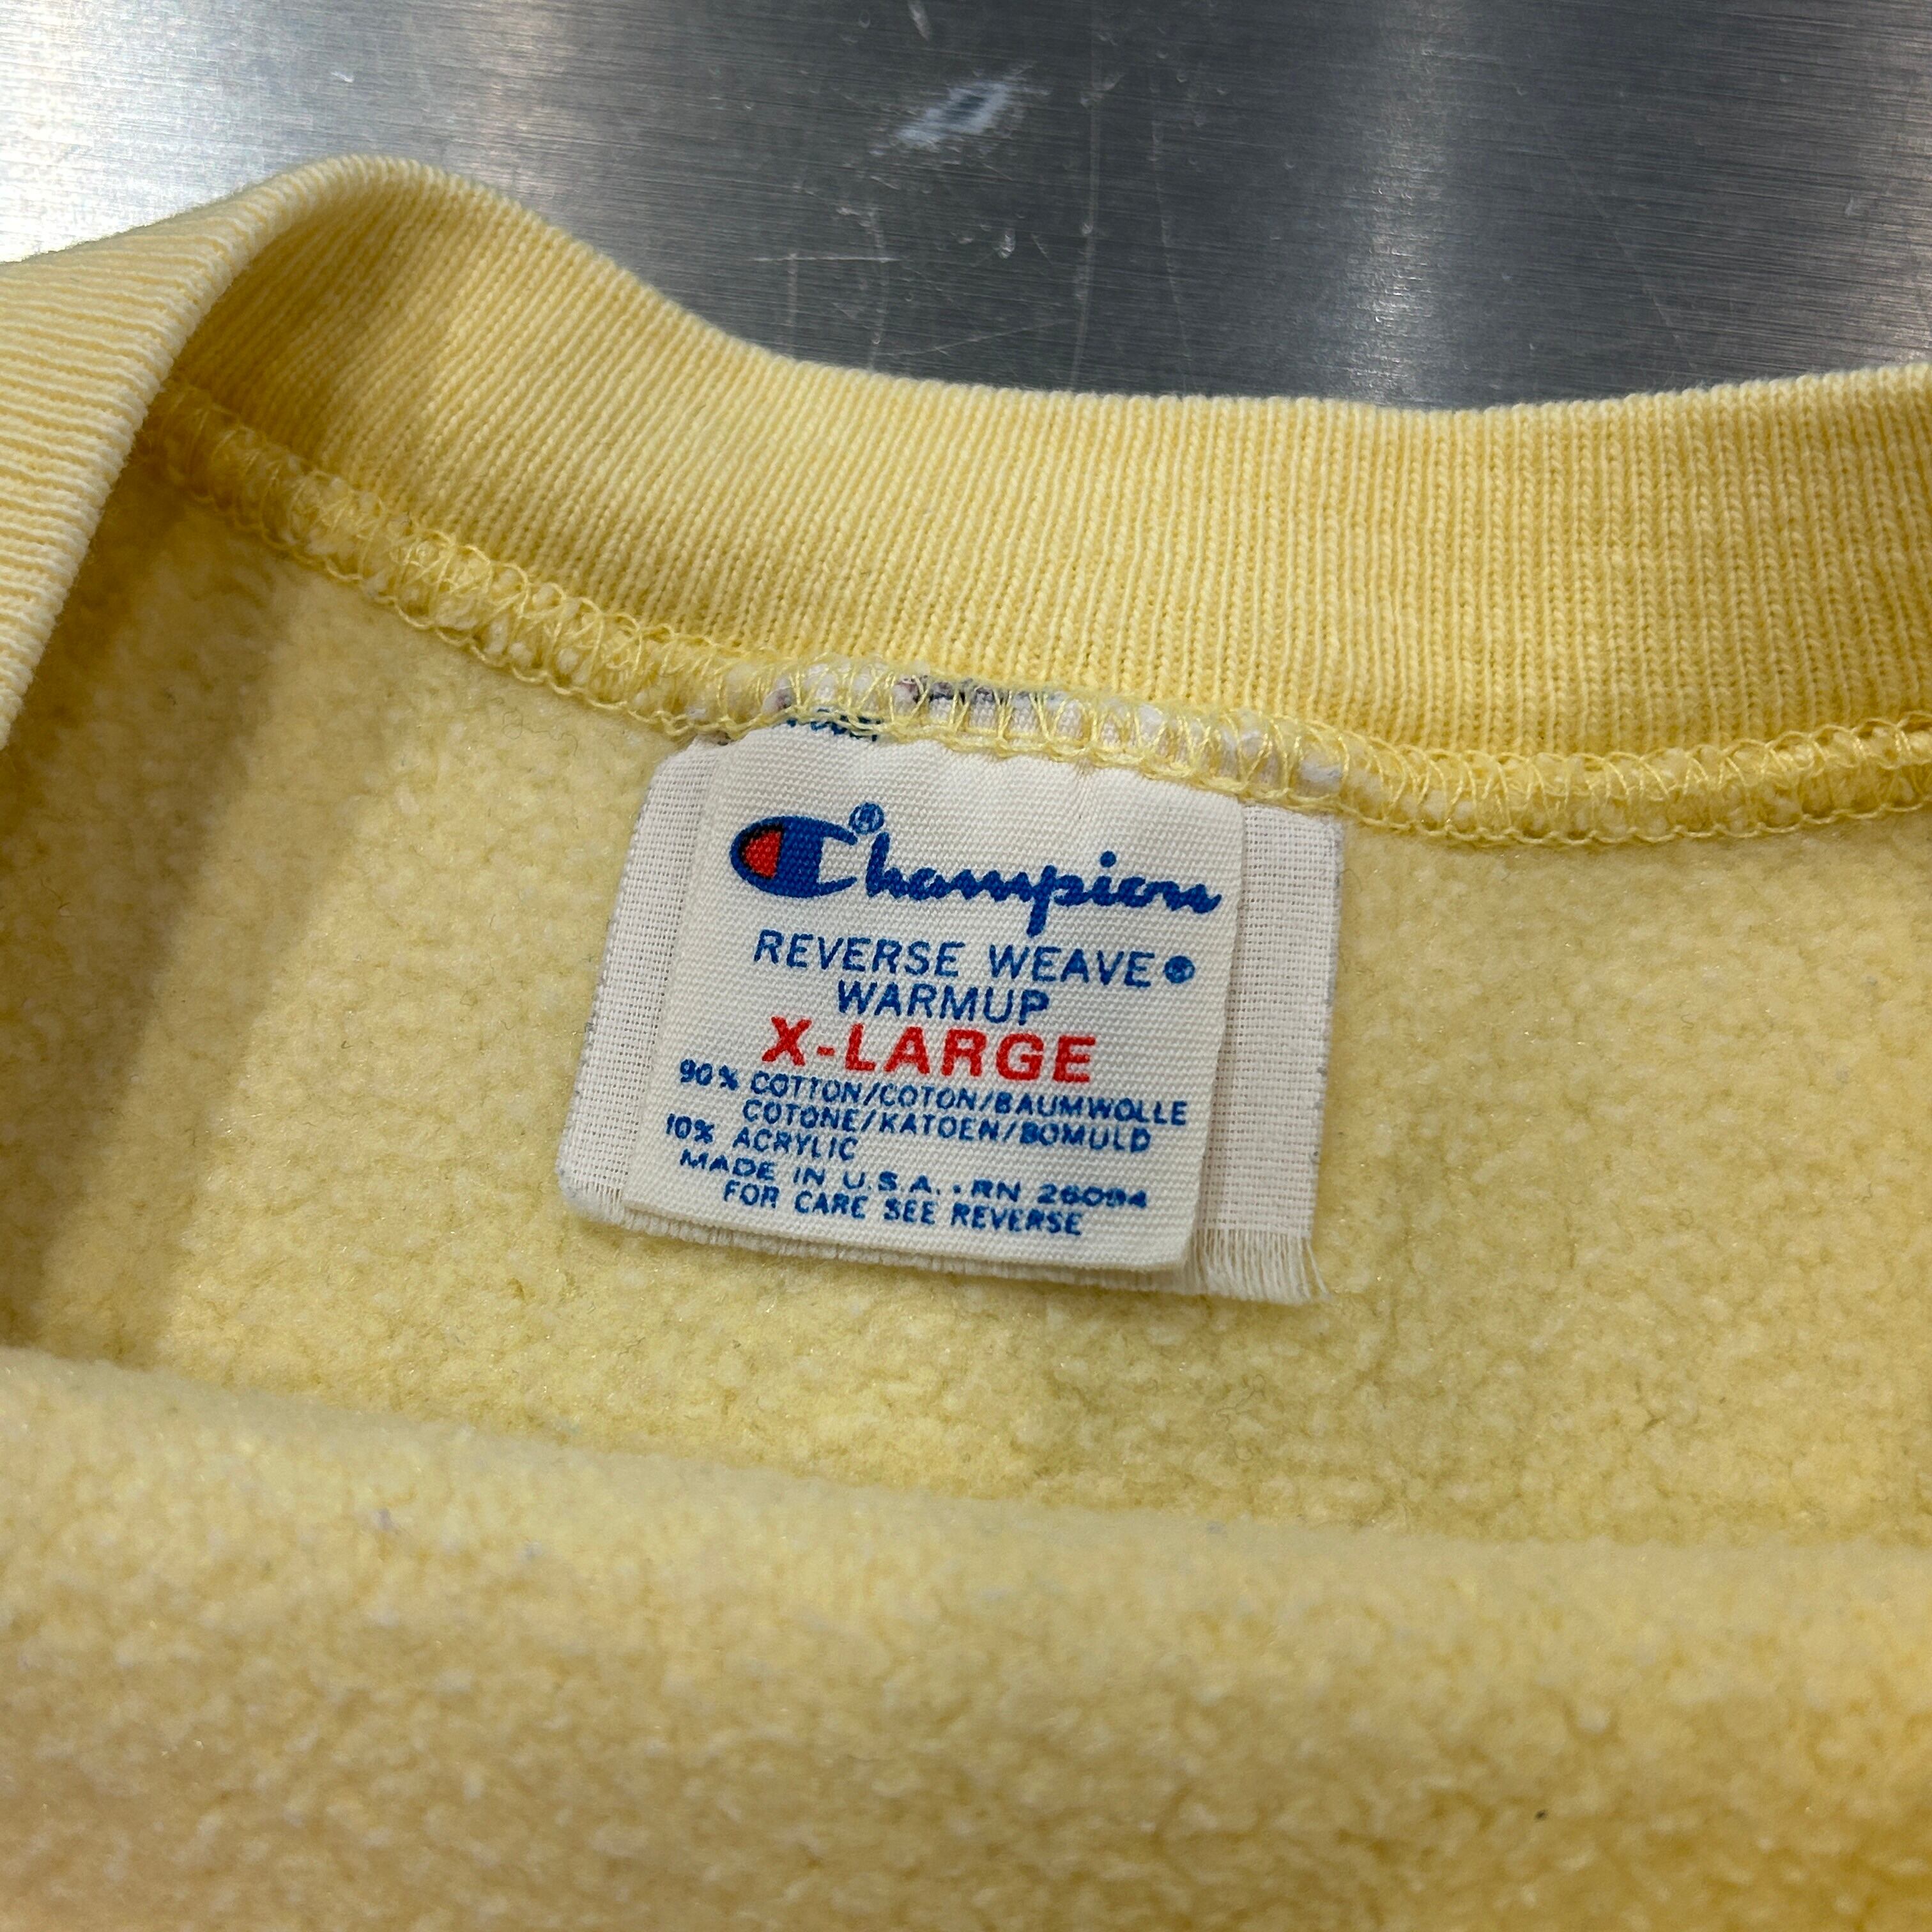 Champion®
REVERSE WEAVE®
WARMUP
X-LARGE
90% COTTON/COTON/BAUMWOLLE
COTONE/KATOEN/BOMULD
10% ACRYLIC
MADE IN U.S.A. • RN 26094
FOR CARE SEE REVERSE